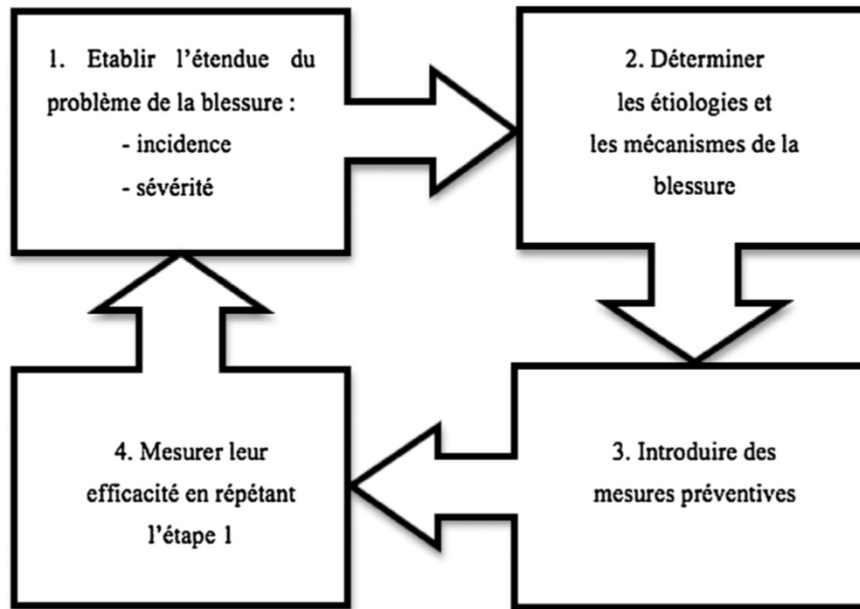 1. Etablir l’étendue du
problème de la blessure :
- incidence
- sévérité
2. Déterminer
les étiologies et
les mécanismes de la
blessure
3. Introduire des
mesures préventives
4. Mesurer leur
efficacité en répétant
l’étape 1